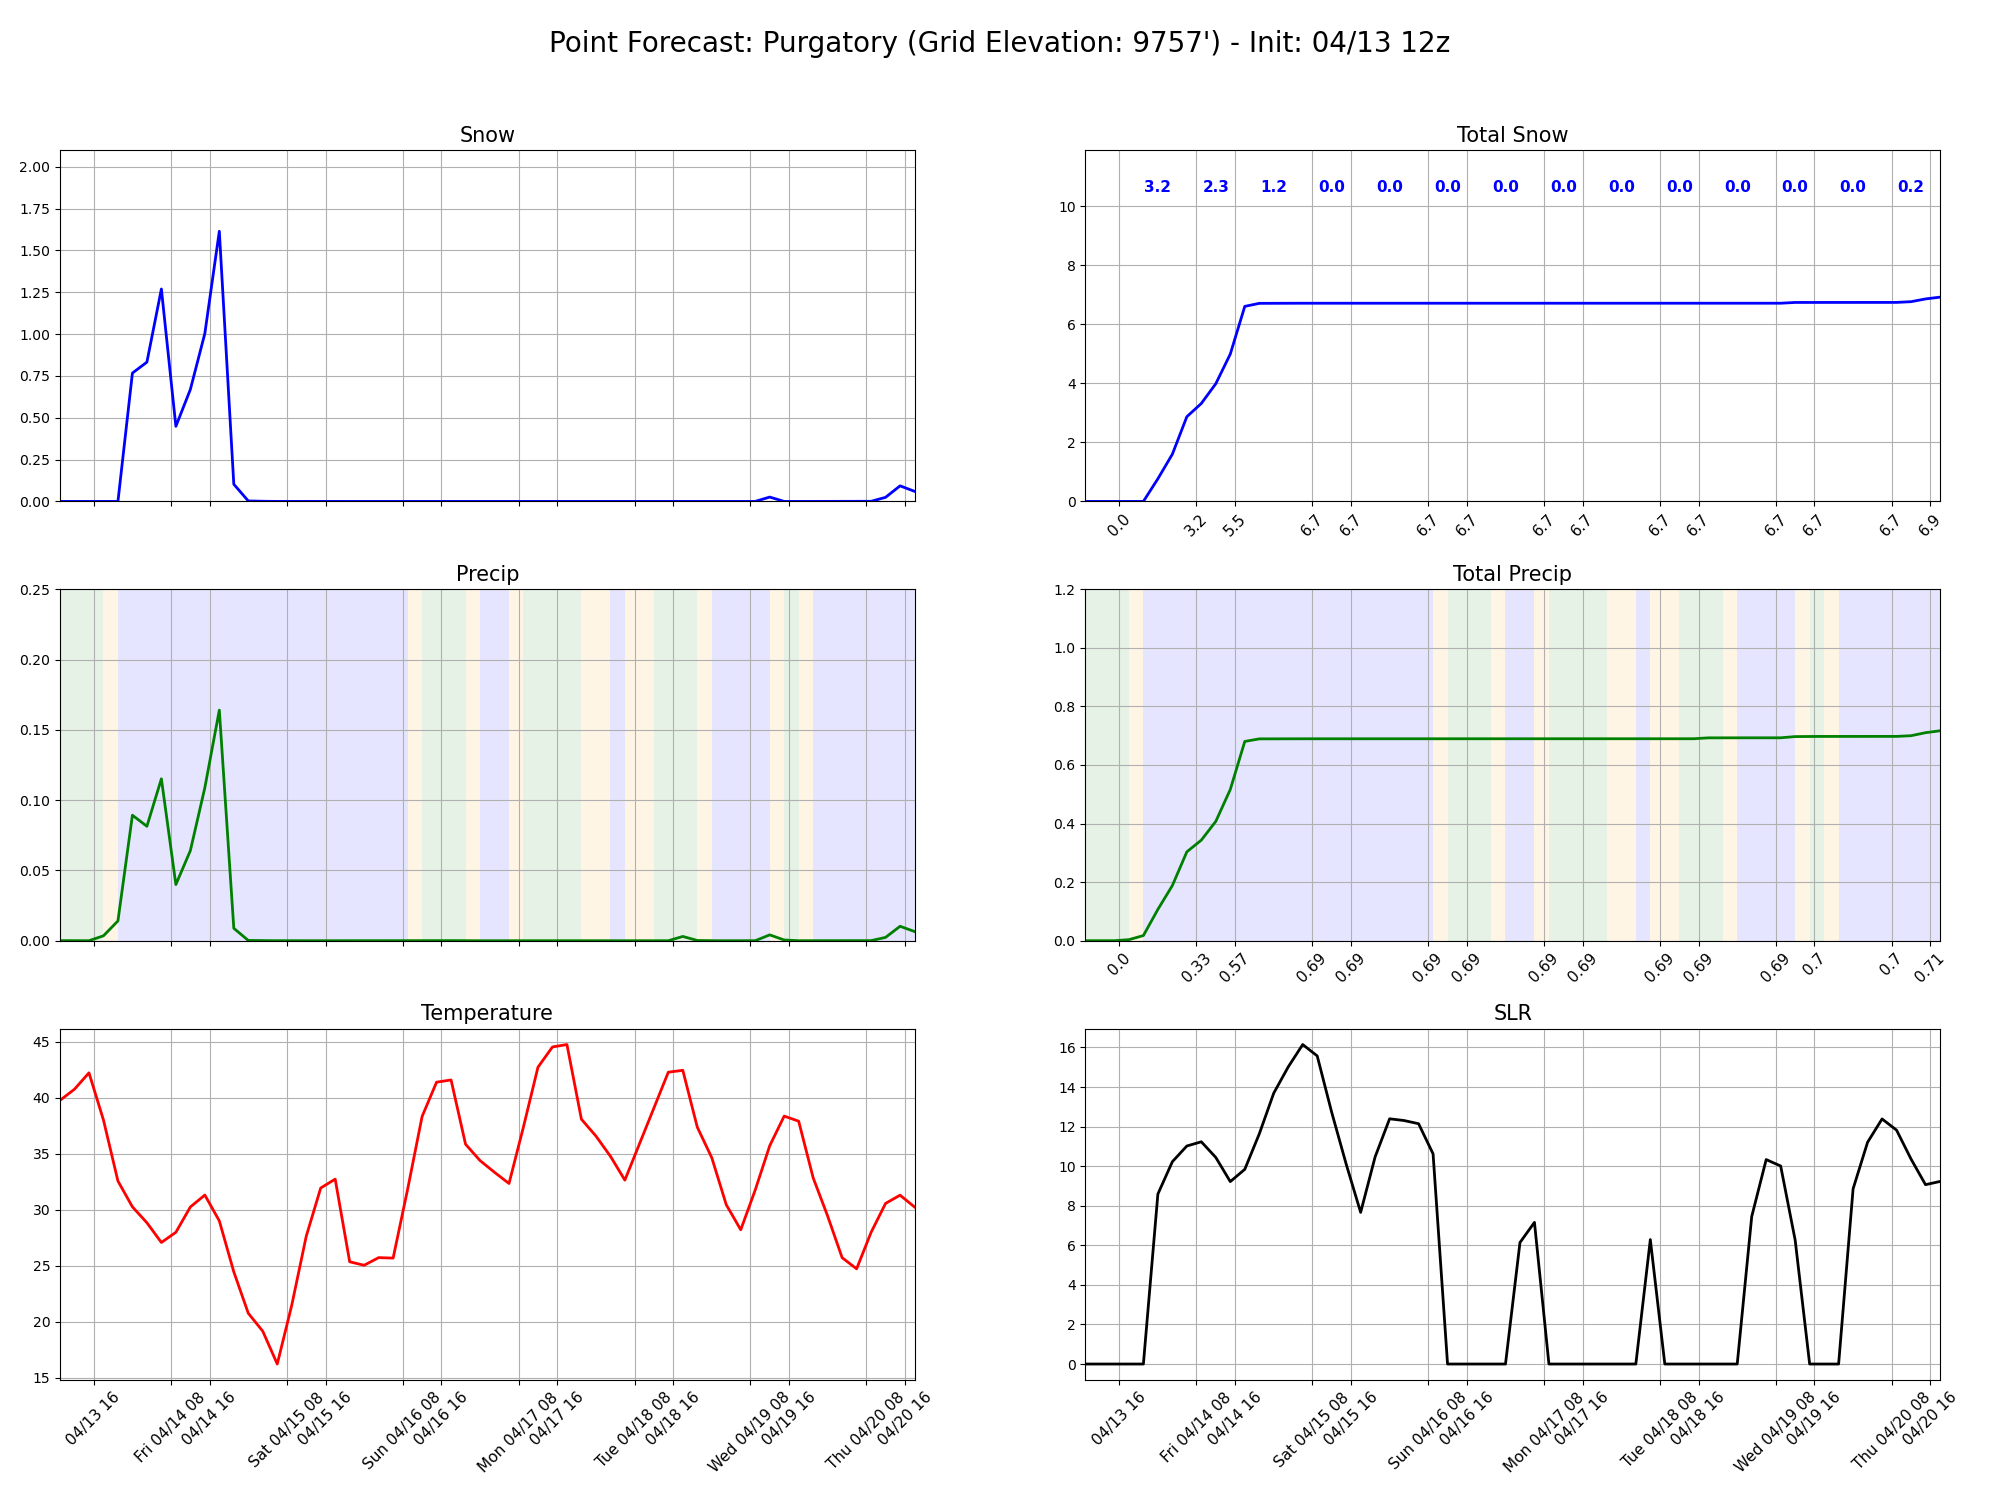 Point Forecast: Purgatory (Grid Elevation: 9757') - Init: 04/13 12z
Snow
2.00
1.75
1.50
1.25
1.00
0.75
0.50
0.25
0.00
Total Snow
3.2 2.3 1.2 0.0 0.0 0.0 0.0 0.0 0.0 0.0 0.0 0.0 0.0 0.2
10
8
6
4
2
0
0.0 3.2 5.5 6.7 6.7 6.7 6.7 6.7 6.7 6.7 6.7 6.7 6.7 6.7 6.9
Precip
0.25
0.20
0.15
0.10
0.05
0.00
Total Precip
1.2
1.0
0.8
0.6
0.4
0.2
0.0
0.0 0.33 0.57 0.69 0.69 0.69 0.69 0.69 0.69 0.69 0.69 0.69 0.7 0.7 0.71
Temperature
45
40
35
30
25
20
15
04/13 16
Fri 04/14 08
04/14 16
Sat 04/15 08
04/15 16
Sun 04/16 08
04/16 16
Mon 04/17 08
04/17 16
Tue 04/18 08
04/18 16
Wed 04/19 08
04/19 16
Thu 04/20 08
04/20 16
SLR
16
14
12
10
8
6
4
2
0
04/13 16
Fri 04/14 08
04/14 16
Sat 04/15 08
04/15 16
Sun 04/16 08
04/16 16
Mon 04/17 08
04/17 16
Tue 04/18 08
04/18 16
Wed 04/19 08
04/19 16
Thu 04/20 08
04/20 16